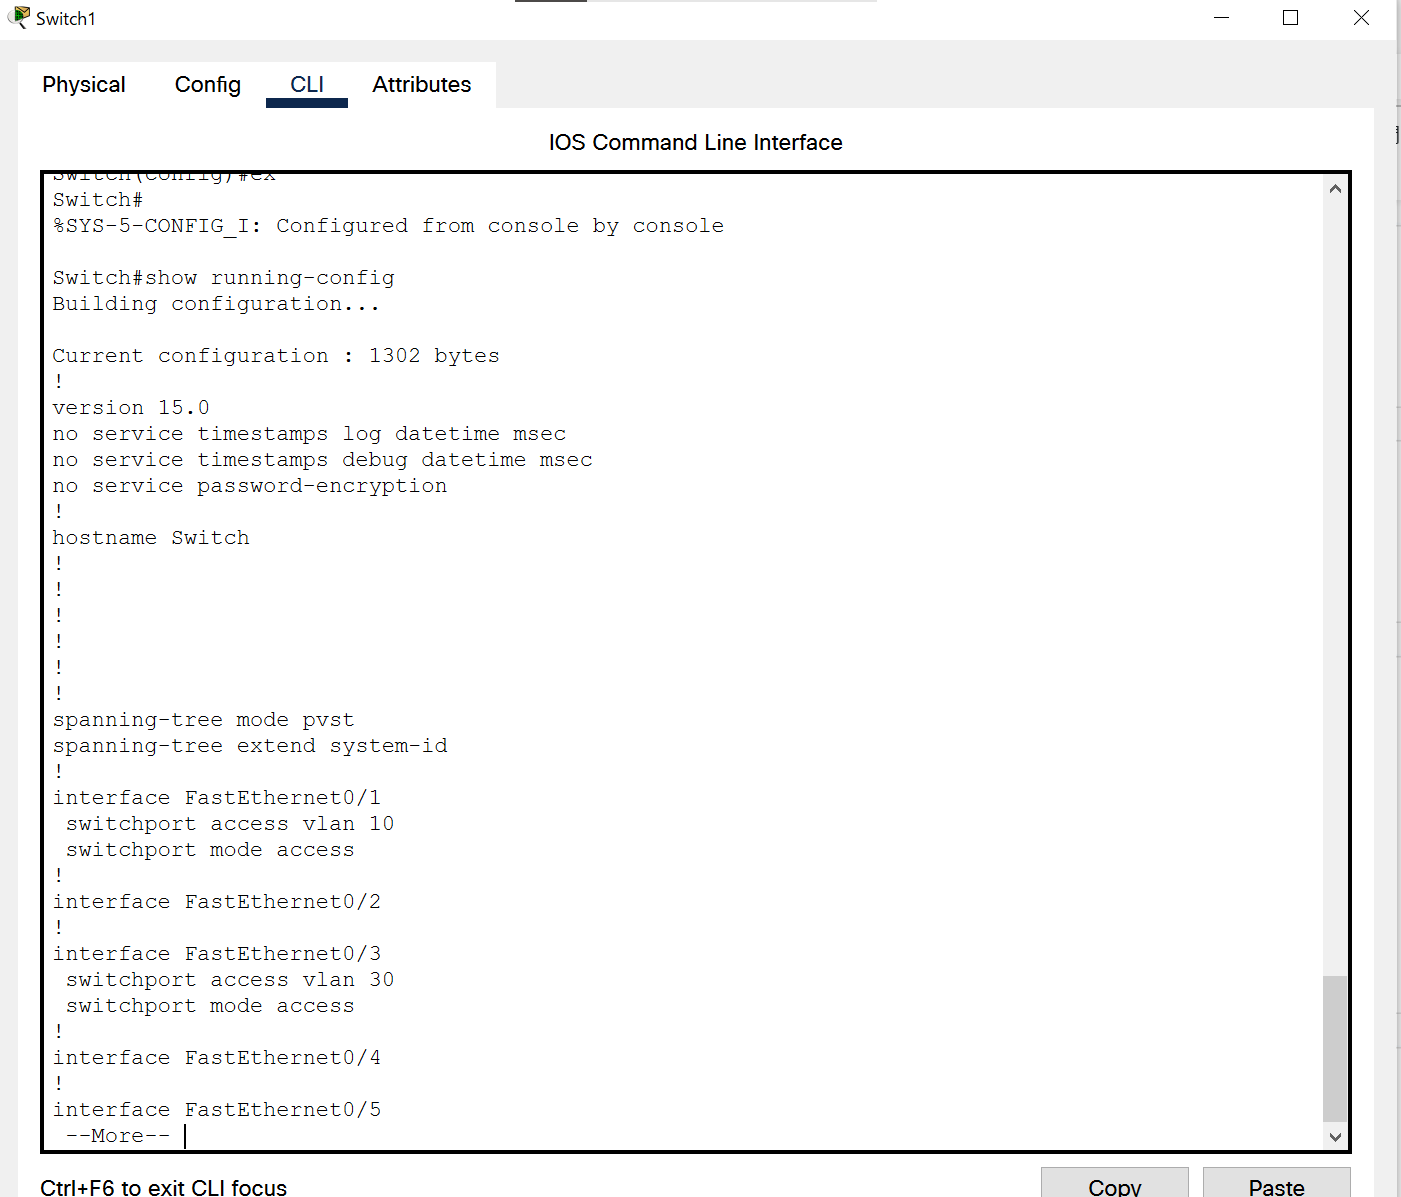 Switch1
Physical Config CLI Attributes
IOS Command Line Interface
Switch(config)#ex
Switch#
%SYS-5-CONFIG_I: Configured from console by console
Switch#show running-config
Building configuration...
Current configuration : 1302 bytes
!
version 15.0
no service timestamps log datetime msec
no service timestamps debug datetime msec
no service password-encryption
!
hostname Switch
!
!
!
!
!
!
spanning-tree mode pvst
spanning-tree extend system-id
!
interface FastEthernet0/1
 switchport access vlan 10
 switchport mode access
!
interface FastEthernet0/2
!
interface FastEthernet0/3
 switchport access vlan 30
 switchport mode access
!
interface FastEthernet0/4
!
interface FastEthernet0/5
 --More--
Ctrl+F6 to exit CLI focus
Copy Paste